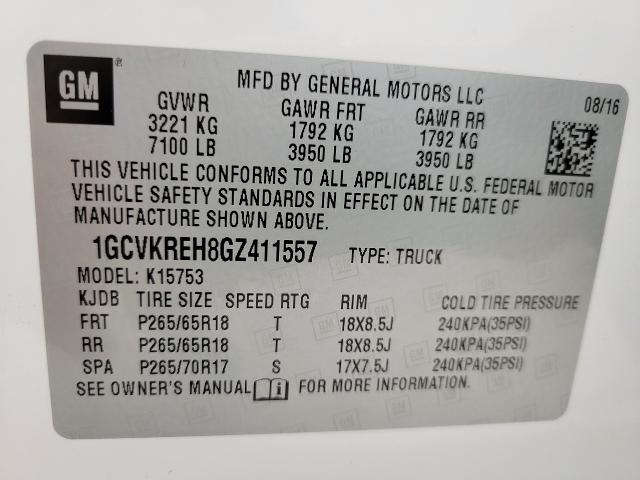 GM ®
MFD BY GENERAL MOTORS LLC
08/16
GVWR GAWR FRT GAWR RR
3221 KG 1792 KG 1792 KG
7100 LB 3950 LB 3950 LB
THIS VEHICLE CONFORMS TO ALL APPLICABLE U.S. FEDERAL MOTOR
VEHICLE SAFETY STANDARDS IN EFFECT ON THE DATE OF
MANUFACTURE SHOWN ABOVE.
1GCVKREH8GZ411557 TYPE: TRUCK
MODEL: K15753
KJDB TIRE SIZE SPEED RTG RIM COLD TIRE PRESSURE
FRT P265/65R18 T 18X8.5J 240KPA(35PSI)
RR P265/65R18 T 18X8.5J 240KPA(35PSI)
SPA P265/70R17 S 17X7.5J 240KPA(35PSI)
SEE OWNER'S MANUAL FOR MORE INFORMATION.